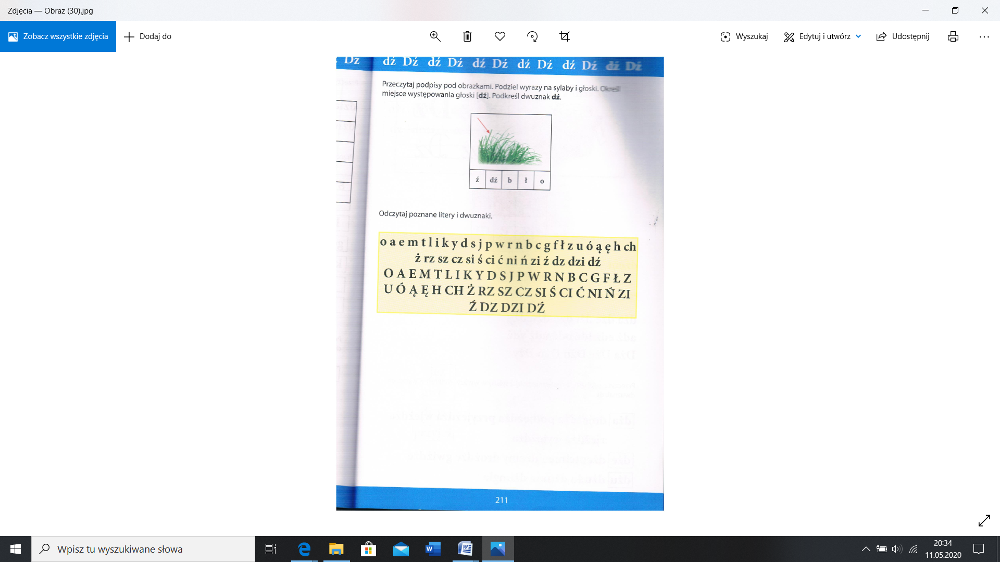 Zdjęcia — Obraz (30).jpg
Zobacz wszystkie zdjęcia
Dodaj do
Wyszukaj
Edytuj i utwórz
Udostępnij
Dź dź Dź dź Dź dź Dź dź Dź dź Dź dź Dź
Przeczytaj podpisy pod obrazkami. Podziel wyrazy na sylaby i głoski. Określ
miejsce występowania głoski [dź]. Podkreśl dwuznak dź.
ź dź b ł o
Odczytaj poznane litery i dwuznaki.
o a e m t l i k y d s j p w r n b c g f ł z u ó ą ę h ch
ż rz sz cz si ś ci ć ni ń zi ź dz dzi dź
O A E M T L I K Y D S J P W R N B C G F Ł Z
U Ó Ą Ę H CH Ż RZ SZ CZ SI Ś CI Ć NI Ń ZI
Ź DZ DZI DŹ
211
Wpisz tu wyszukiwane słowa
20:34
11.05.2020